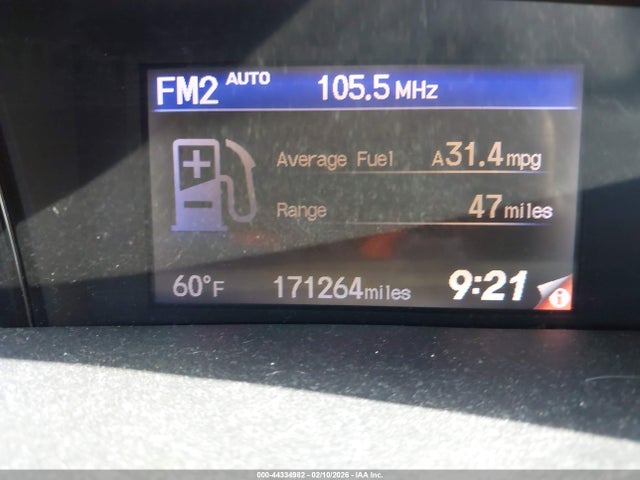 FM2 AUTO 105.5 MHz
Average Fuel A31.4 mpg
Range 47 miles
60°F 171264 miles 9:21 i
000-44334982 - 02/10/2026 - IAA Inc.